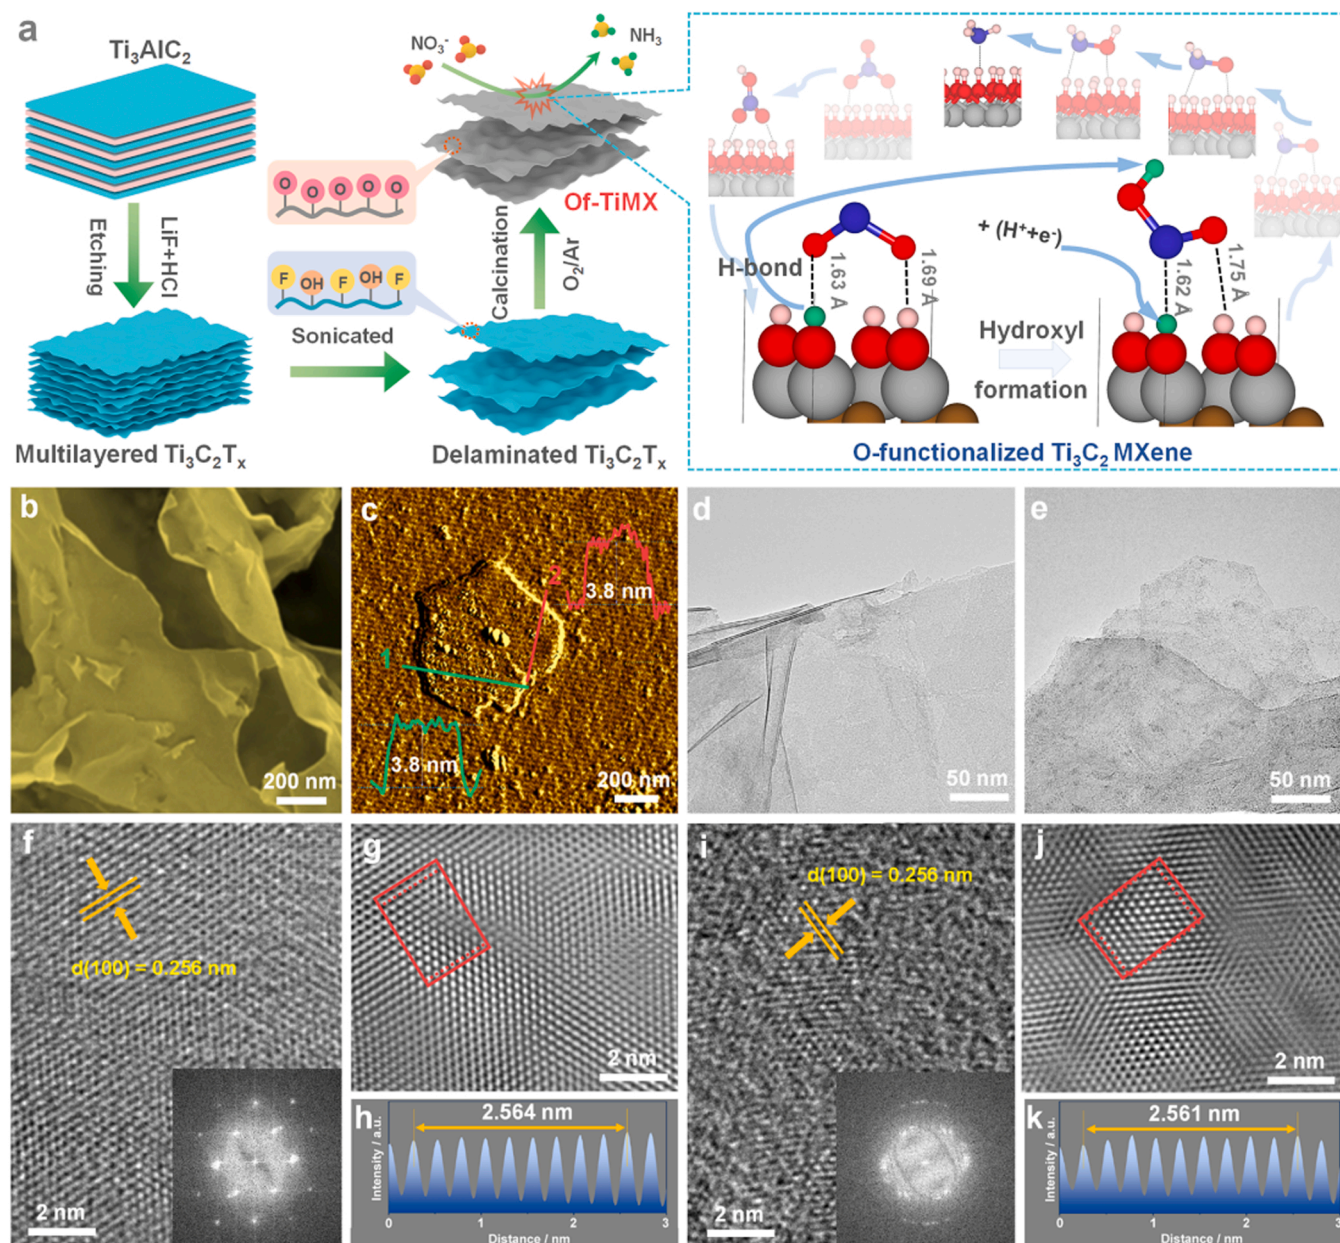 a
Ti3AlC2
Etching
LiF+HCl
Multilayered Ti3C2Tx
Sonicated
NO3-
NH3
O O O O O
Of-TiMX
F OH F OH F
Calcination
O2/Ar
Delaminated Ti3C2Tx
H-bond
1.63 Å
1.69 Å
+ (H++e-)
Hydroxyl
formation
1.62 Å
1.75 Å
O-functionalized Ti3C2 MXene
b
200 nm
c
1
2
3.8 nm
3.8 nm
200 nm
d
50 nm
e
50 nm
f
d(100) = 0.256 nm
2 nm
g
2 nm
h
2.564 nm
Intensity / a.u.
0 1 2 3
Distance / nm
i
d(100) = 0.256 nm
2 nm
j
2 nm
k
2.561 nm
Intensity / a.u.
0 1 2 3
Distance / nm